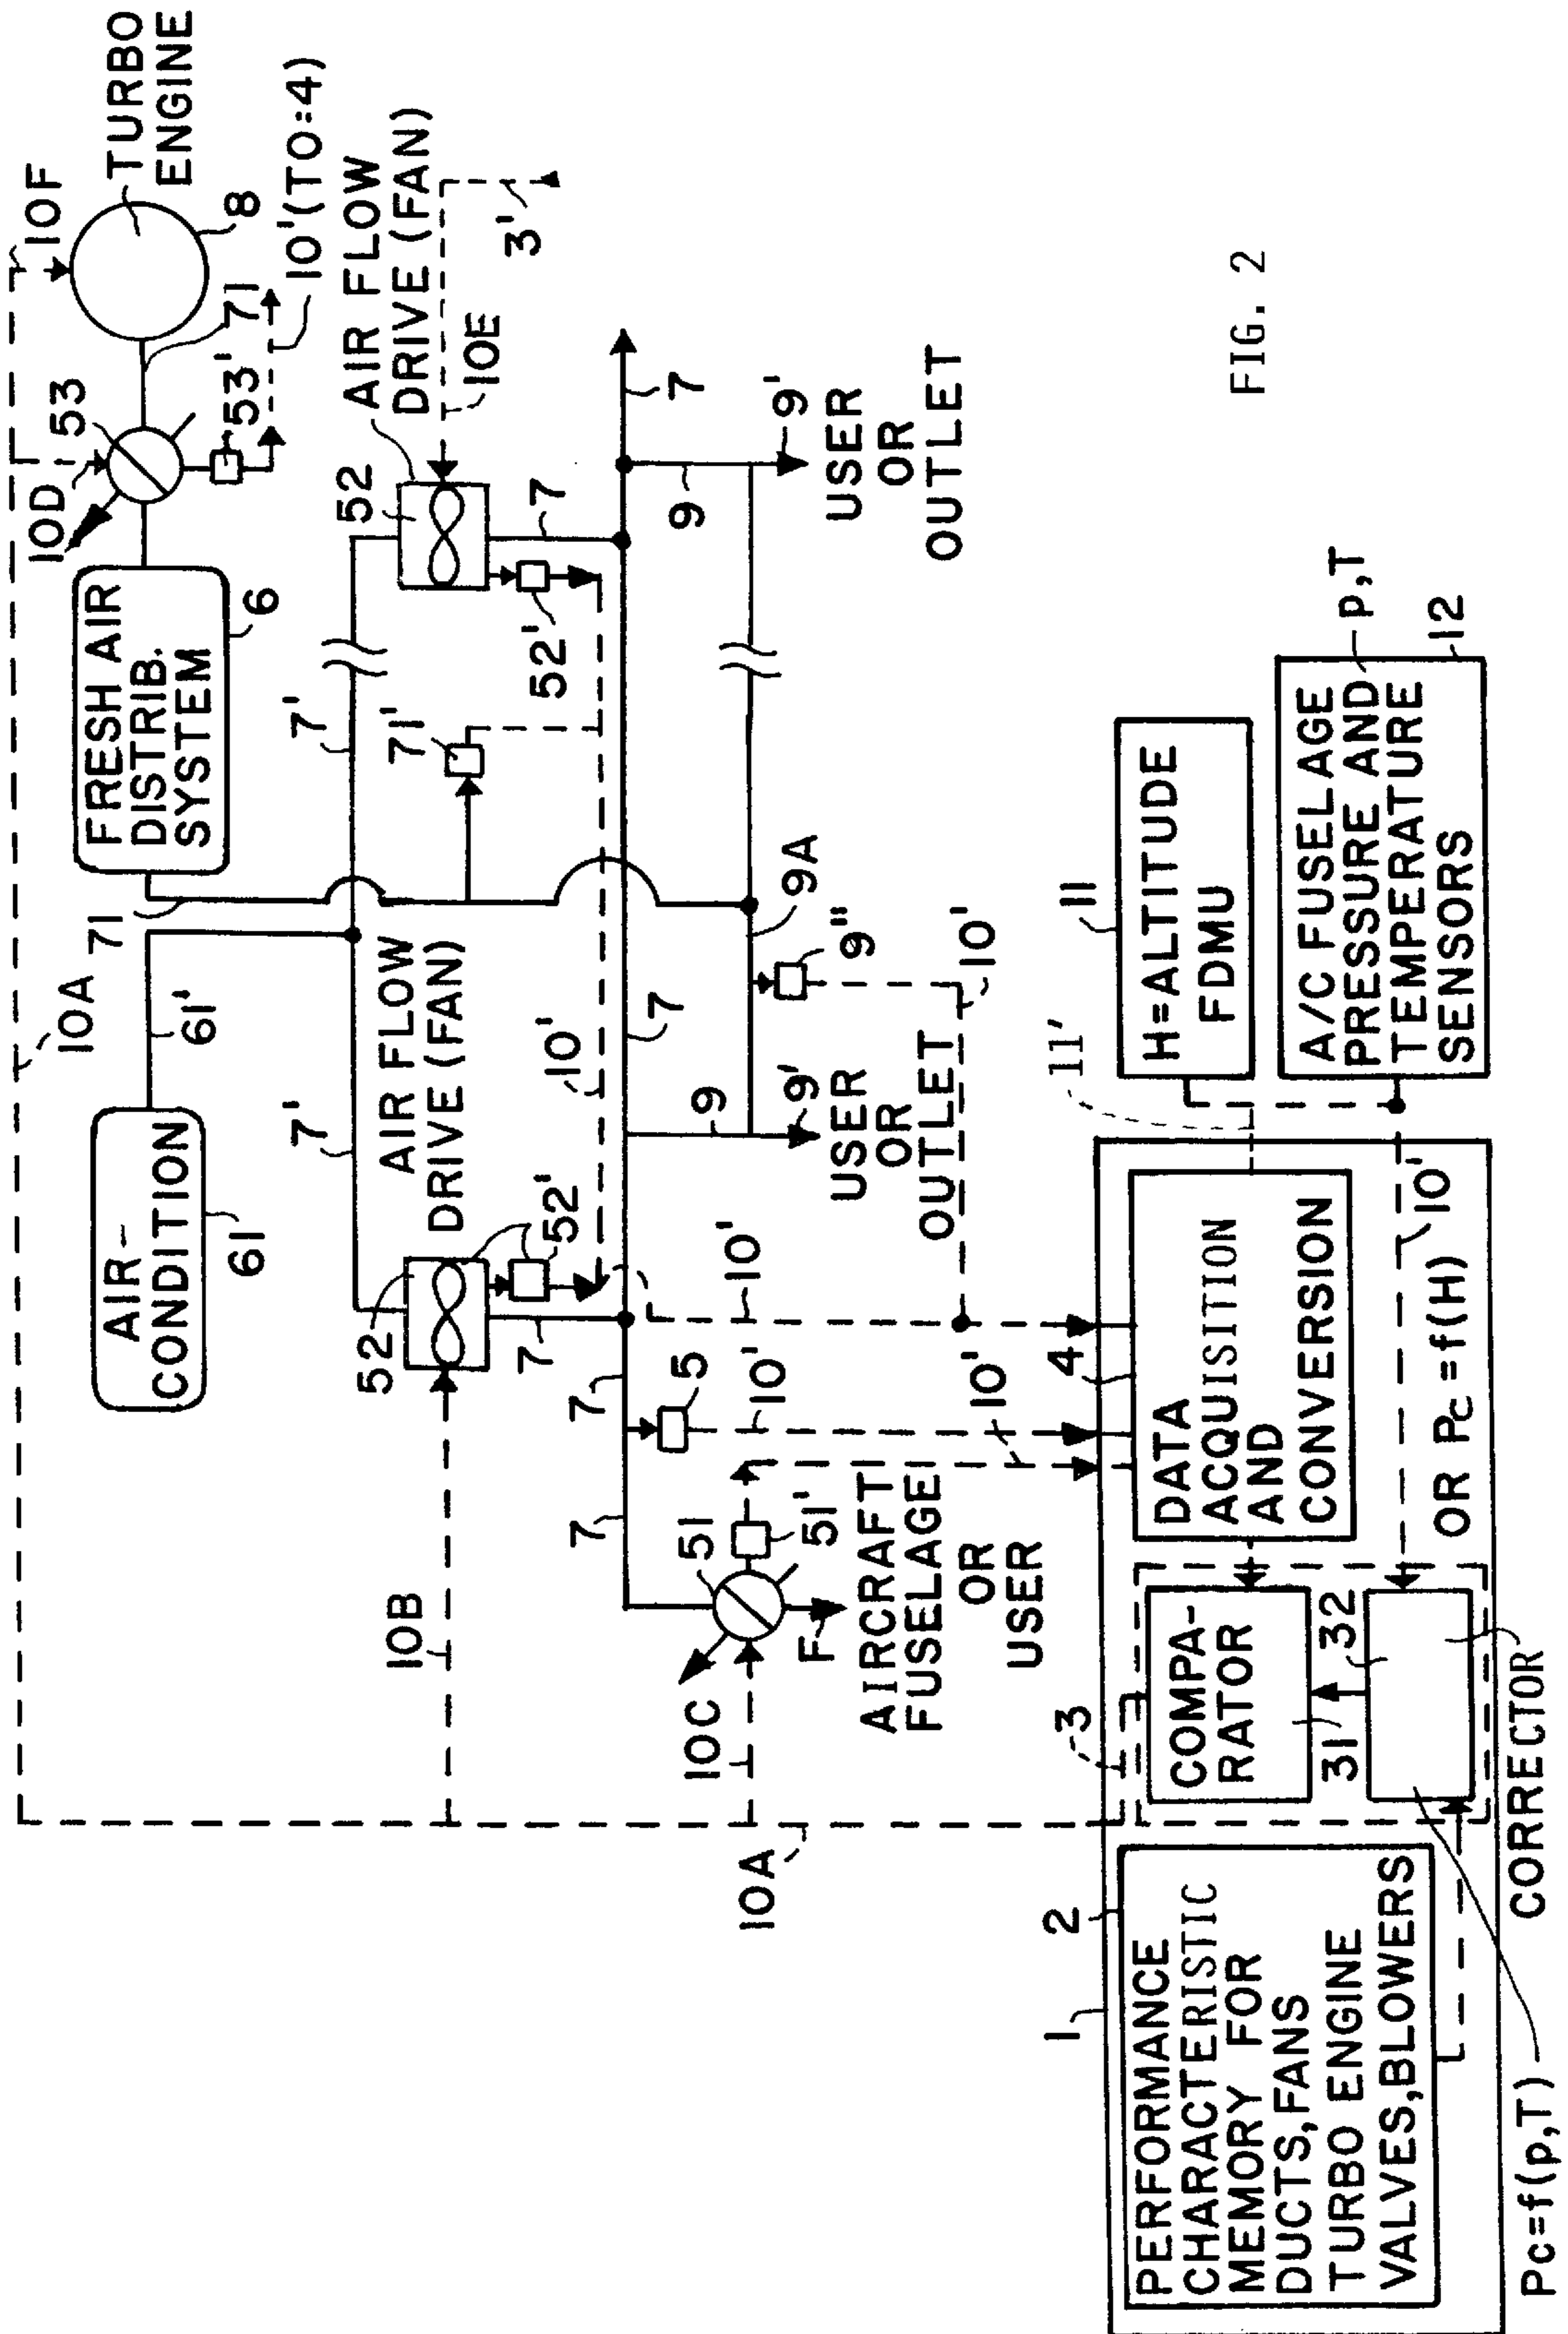 10A
10F
10D
53
TURBO
ENGINE
8
71
53'
10'(TO=4)
AIR-
CONDITION
61
61'
71
FRESH AIR
DISTRIB.
SYSTEM
6
7'
7'
71'
52
AIR FLOW
DRIVE (FAN)
52
AIR FLOW
DRIVE (FAN)
10E
3'
10B
52'
52'
7
7
10'
7
7
7
7
5
10'
10'
10C
51
51'
F
AIRCRAFT
FUSELAGE
OR
USER
10'
9
9'
USER
OR
OUTLET
9A
9"
10'
9
9'
USER
OR
OUTLET
10A
FIG. 2
1
2
PERFORMANCE
CHARACTERISTIC
MEMORY FOR
DUCTS,FANS
TURBO ENGINE
VALVES,BLOWERS
3
COMPA-
RATOR
31
32
CORRECTOR
Pc=f(p,T)
4
DATA
ACQUISITION
AND
CONVERSION
OR Pc=f(H)
10'
11'
11
H=ALTITUDE
FDMU
A/C FUSELAGE
PRESSURE AND
TEMPERATURE
SENSORS
p,T
12